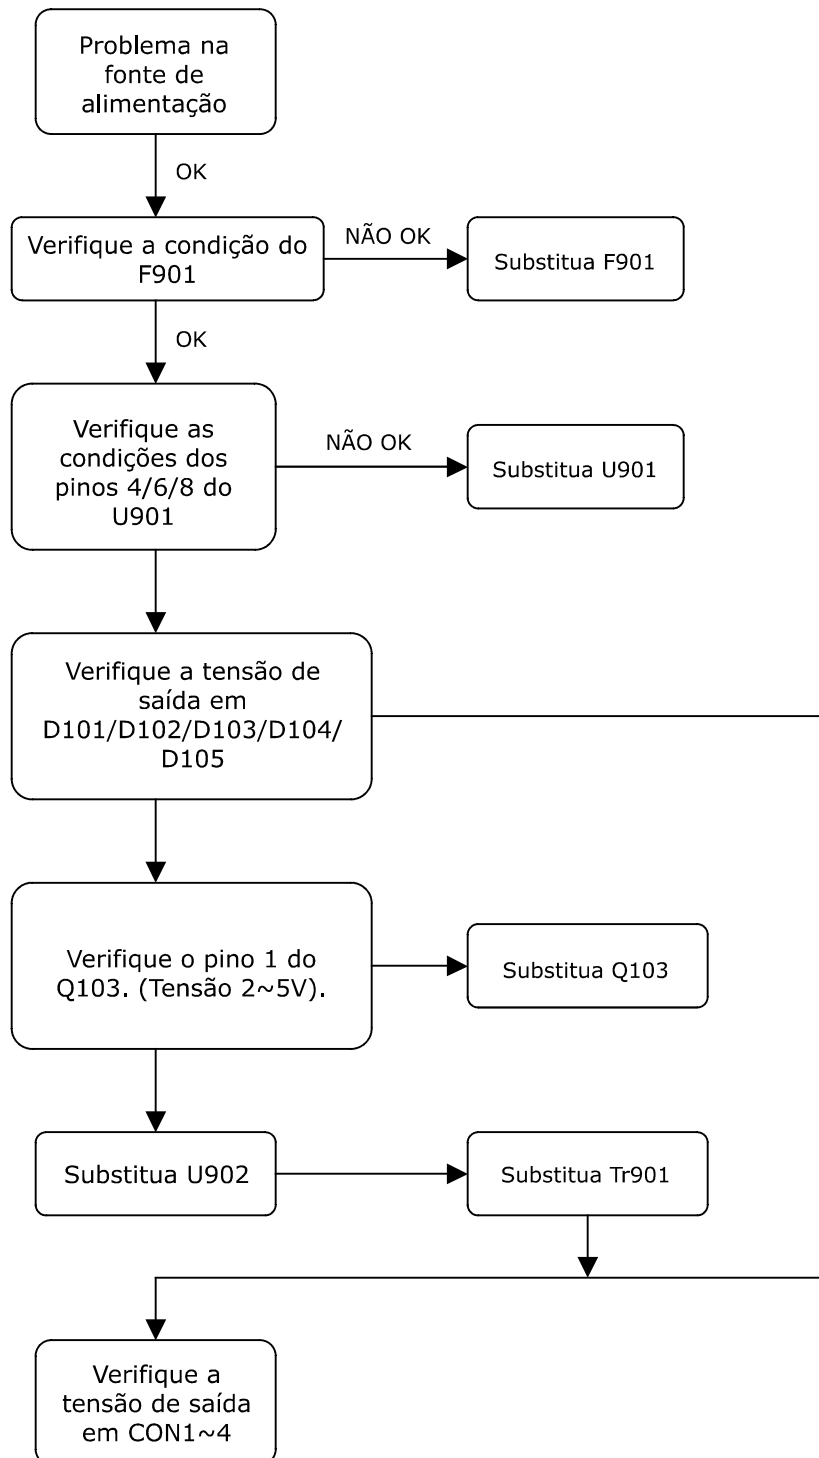 Problema na
fonte de
alimentação
OK
Verifique a condição do
F901
NÃO OK
Substitua F901
OK
Verifique as
condições dos
pinos 4/6/8 do
U901
NÃO OK
Substitua U901
Verifique a tensão de
saída em
D101/D102/D103/D104/
D105
Verifique o pino 1 do
Q103. (Tensão 2~5V).
Substitua Q103
Substitua U902
Substitua Tr901
Verifique a
tensão de saída
em CON1~4